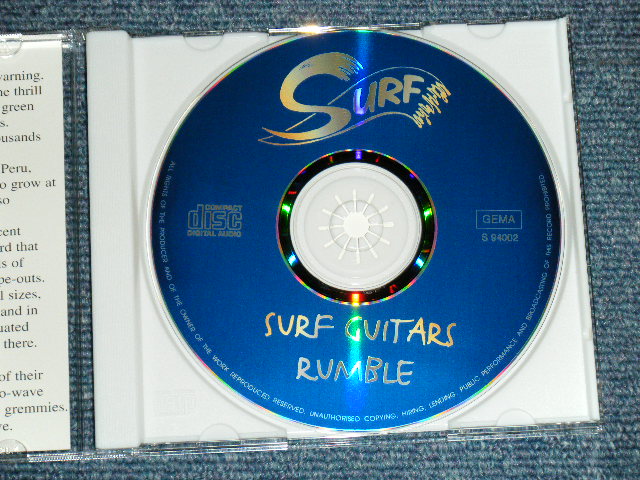 varning.
e thrill
green
s.
usands
Peru,
o grow at
so
cent
rd that
s of
pe-outs.
l sizes,
and in
uated
there.
of their
o-wave
gremmies.
ve.
SURF
COMPACT
disc
DIGITAL AUDIO
GEMA
S 94002
SURF GUITARS
RUMBLE
ALL RIGHTS OF THE PRODUCER AND OF THE OWNER OF THE WORK REPRODUCED RESERVED. UNAUTHORISED COPYING, HIRING, LENDING, PUBLIC PERFORMANCE AND BROADCASTING OF THIS RECORD PROHIBITED.